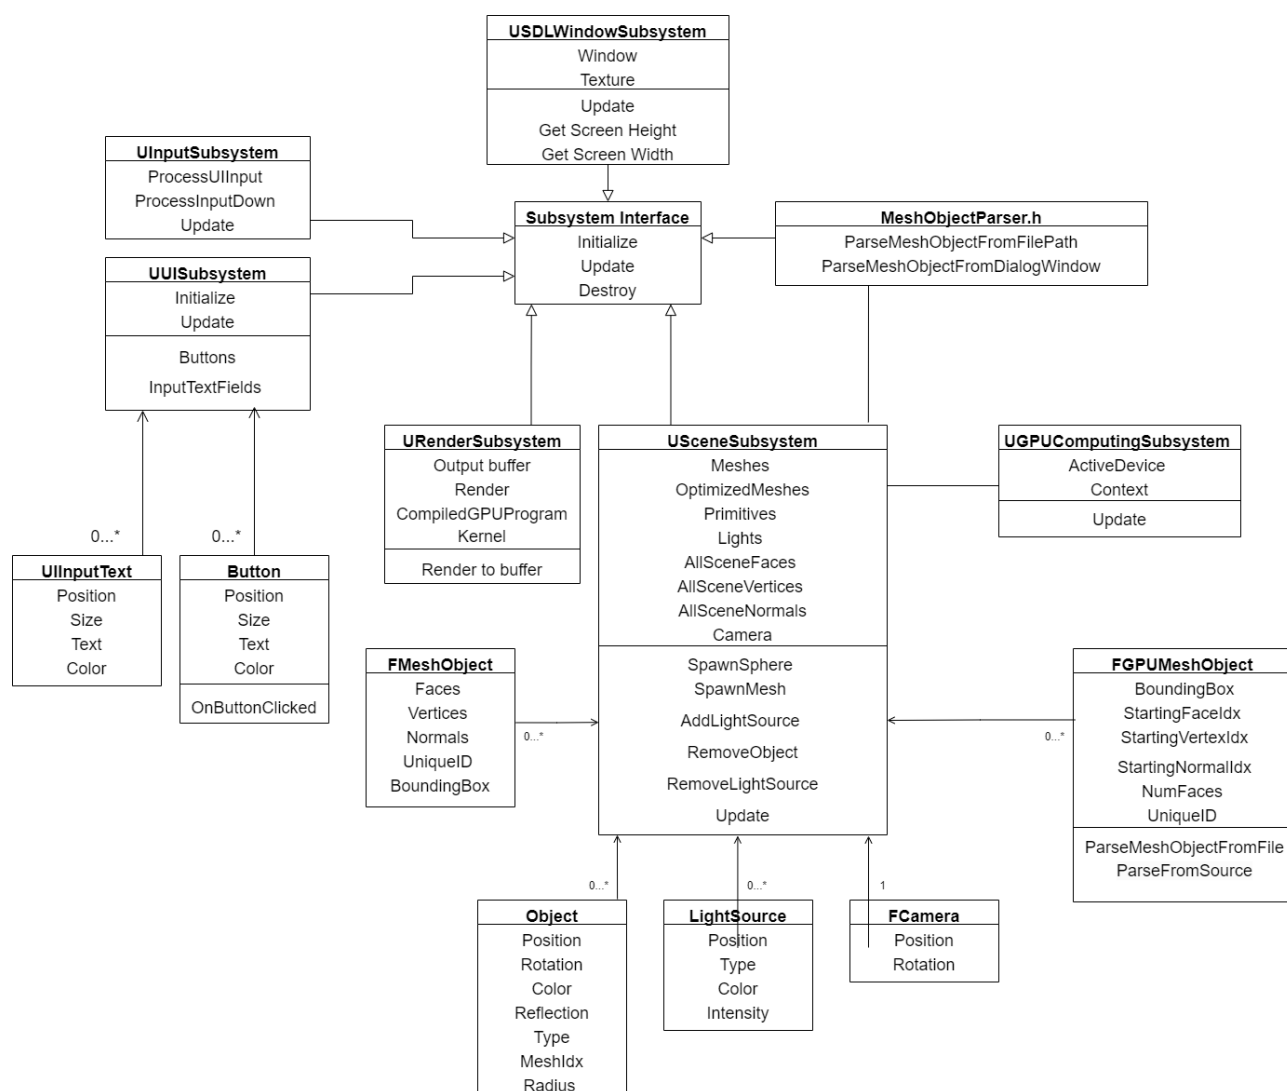 USDLWindowSubsystem
Window
Texture
Update
Get Screen Height
Get Screen Width
UInputSubsystem
ProcessUIInput
ProcessInputDown
Update
Subsystem Interface
Initialize
Update
Destroy
MeshObjectParser.h
ParseMeshObjectFromFilePath
ParseMeshObjectFromDialogWindow
UUISubsystem
Initialize
Update
Buttons
InputTextFields
URenderSubsystem
Output buffer
Render
CompiledGPUProgram
Kernel
Render to buffer
USceneSubsystem
Meshes
OptimizedMeshes
Primitives
Lights
AllSceneFaces
AllSceneVertices
AllSceneNormals
Camera
SpawnSphere
SpawnMesh
AddLightSource
RemoveObject
RemoveLightSource
Update
UGPUComputingSubsystem
ActiveDevice
Context
Update
0...*
0...*
UIInputText
Position
Size
Text
Color
Button
Position
Size
Text
Color
OnButtonClicked
FMeshObject
Faces
Vertices
Normals
UniqueID
BoundingBox
0...*
0...*
FGPUMeshObject
BoundingBox
StartingFaceIdx
StartingVertexIdx
StartingNormalIdx
NumFaces
UniqueID
ParseMeshObjectFromFile
ParseFromSource
0...*
0...*
1
Object
Position
Rotation
Color
Reflection
Type
MeshIdx
Radius
LightSource
Position
Type
Color
Intensity
FCamera
Position
Rotation